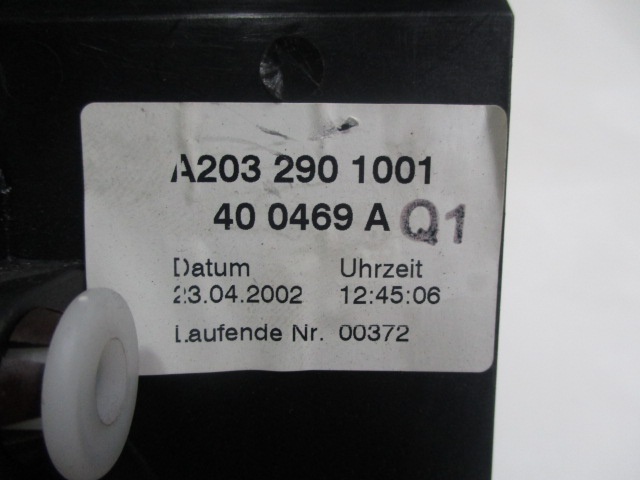 A203 290 1001
40 0469 A Q1
Datum Uhrzeit
23.04.2002 12:45:06
Laufende Nr. 00372